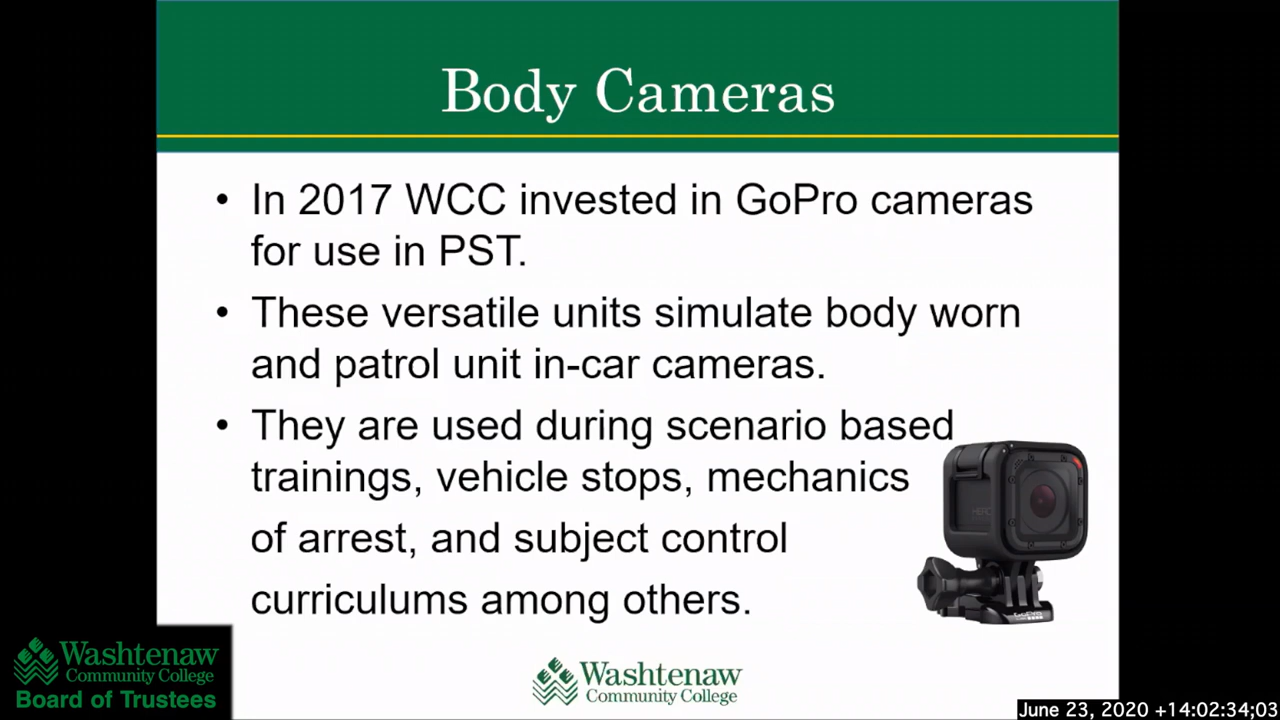 Body Cameras
• In 2017 WCC invested in GoPro cameras
for use in PST.
• These versatile units simulate body worn
and patrol unit in-car cameras.
• They are used during scenario based
trainings, vehicle stops, mechanics
of arrest, and subject control
curriculums among others.
HERO
GoPro
Washtenaw
Community College
Board of Trustees
Washtenaw
Community College
June 23, 2020 +14:02:34;03